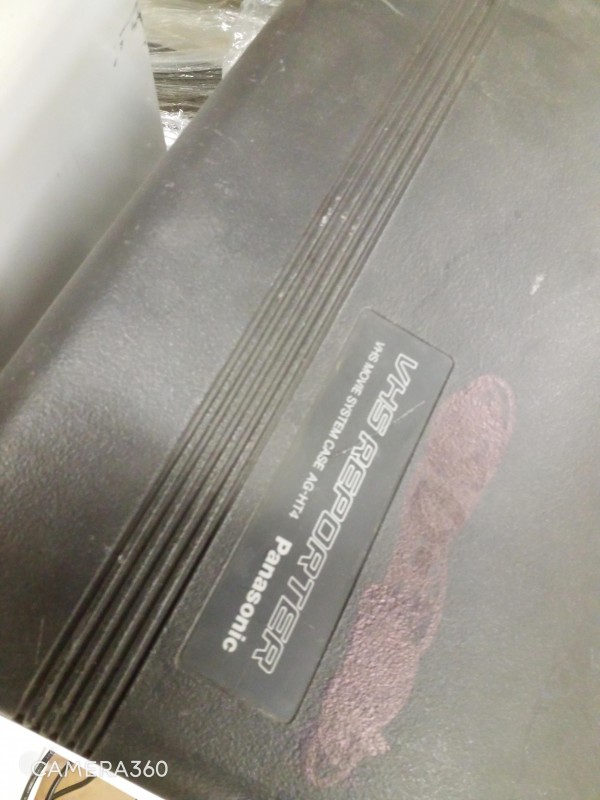 VHS REPORTER
VHS MOVIE SYSTEM CASE AG-HT4
Panasonic
CAMERA360